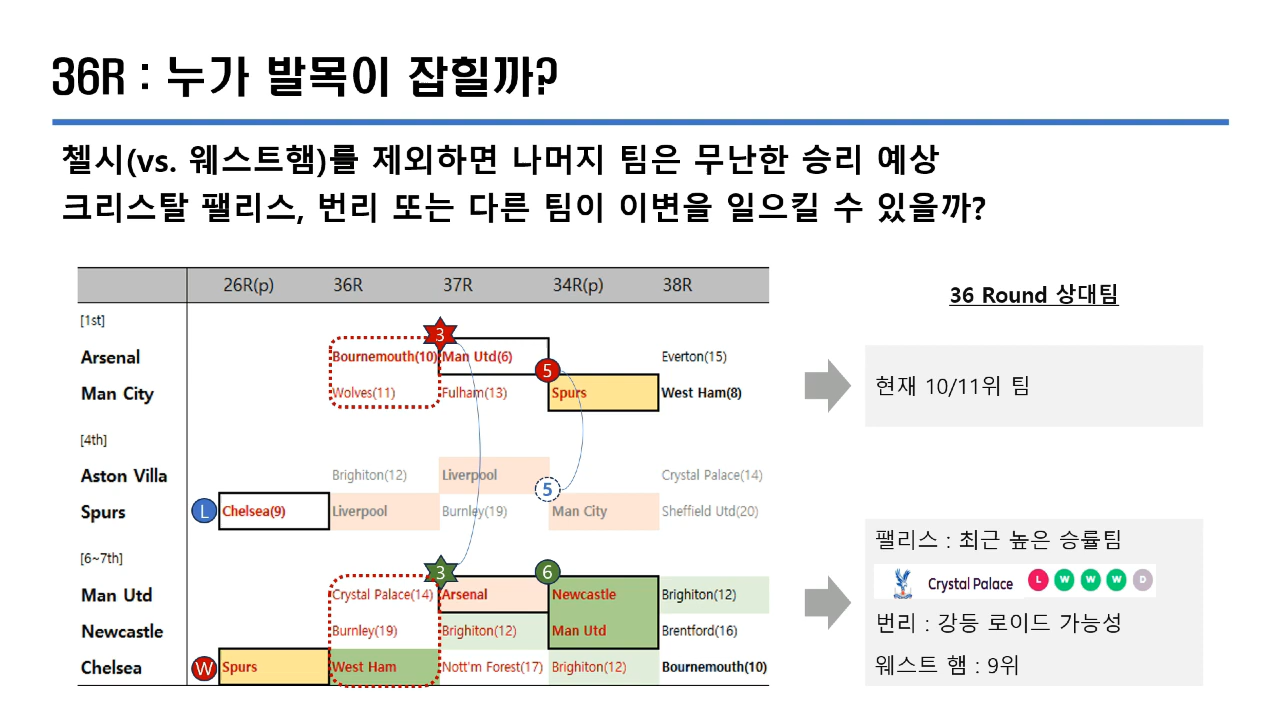 36R : 누가 발목이 잡힐까?
첼시(vs. 웨스트햄)를 제외하면 나머지 팀은 무난한 승리 예상
크리스탈 팰리스, 번리 또는 다른 팀이 이변을 일으킬 수 있을까?
26R(p) 36R 37R 34R(p) 38R
[1st]
3
Arsenal Bournemouth(10) Man Utd(6) Everton(15)
5
Man City Wolves(11) Fulham(13) Spurs West Ham(8)
[4th]
Aston Villa Brighiton(12) Liverpool Crystal Palace(14)
5
Spurs L Chelsea(9) Liverpool Burnley(19) Man City Sheffield Utd(20)
[6~7th]
3 6
Man Utd Crystal Palace(14) Arsenal Newcastle Brighiton(12)
Newcastle Burnley(19) Brighiton(12) Man Utd Brentford(16)
Chelsea W Spurs West Ham Nott'm Forest(17) Brighiton(12) Bournemouth(10)
36 Round 상대팀
현재 10/11위 팀
팰리스 : 최근 높은 승률팀
Crystal Palace L W W W D
번리 : 강등 로이드 가능성
웨스트 햄 : 9위